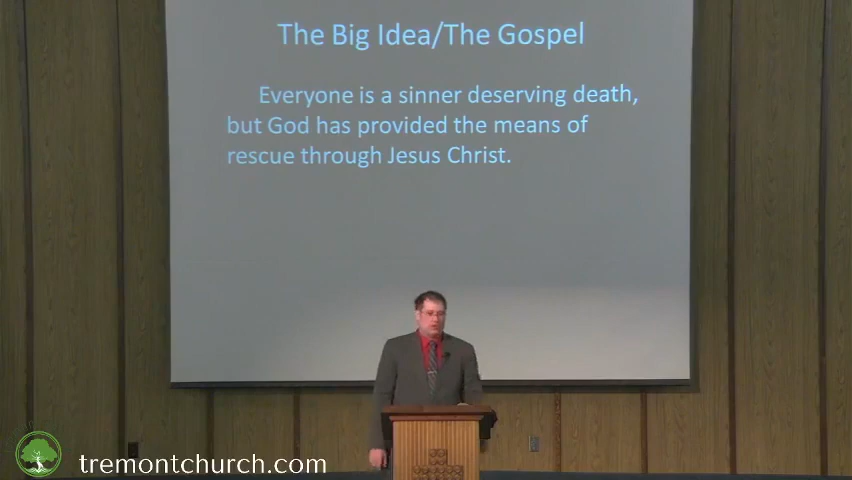 The Big Idea/The Gospel
Everyone is a sinner deserving death,
but God has provided the means of
rescue through Jesus Christ.
tremontchurch.com